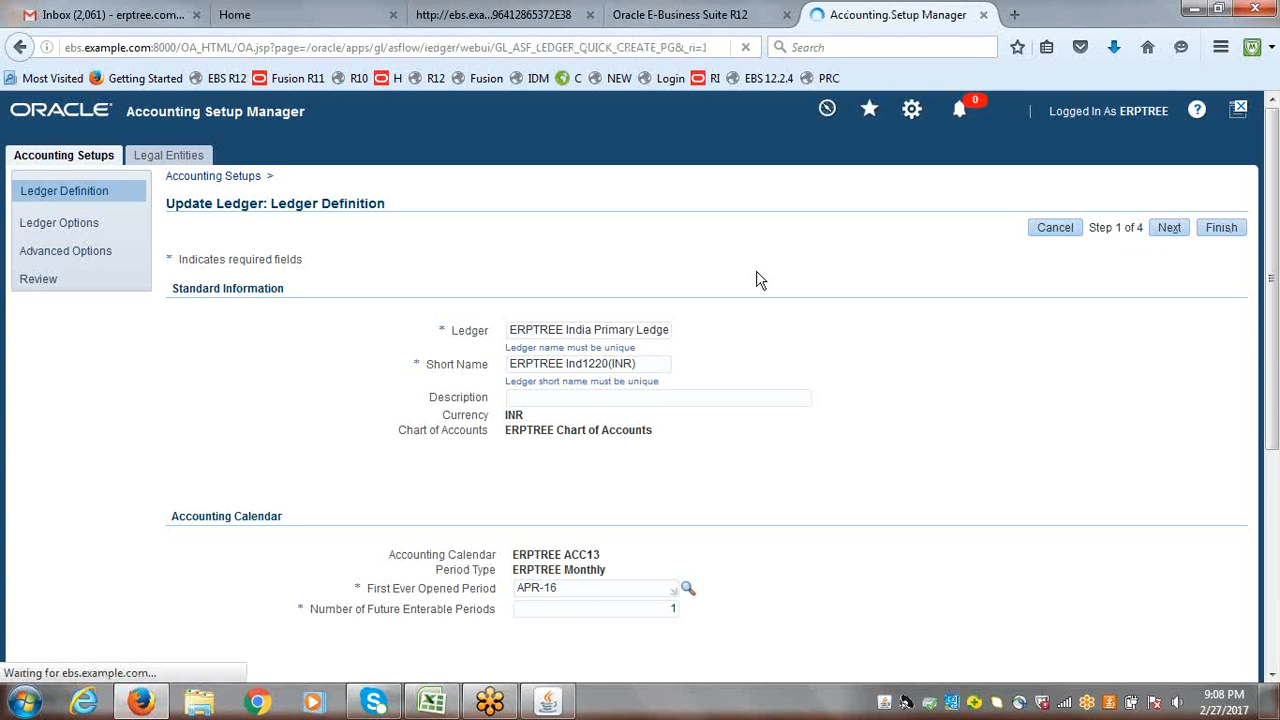 Inbox (2,061) - erptree.com... Home http://ebs.exa...96412865372E38 Oracle E-Business Suite R12 Accounting Setup Manager
ebs.example.com:8000/OA_HTML/OA.jsp?page=/oracle/apps/gl/asflow/ledger/webui/GL_ASF_LEDGER_QUICK_CREATE_PG&_ri=1 Search
Most Visited Getting Started EBS R12 Fusion R11 R10 H R12 Fusion IDM C NEW Login RI EBS 12.2.4 PRC
ORACLE Accounting Setup Manager 0 Logged In As ERPTREE
Accounting Setups Legal Entities
Accounting Setups >
Ledger Definition
Ledger Options
Advanced Options
Review
Update Ledger: Ledger Definition
Cancel Step 1 of 4 Next Finish
* Indicates required fields
Standard Information
* Ledger ERPTREE India Primary Ledge
Ledger name must be unique
* Short Name ERPTREE Ind1220(INR)
Ledger short name must be unique
Description
Currency INR
Chart of Accounts ERPTREE Chart of Accounts
Accounting Calendar
Accounting Calendar ERPTREE ACC13
Period Type ERPTREE Monthly
* First Ever Opened Period APR-16
* Number of Future Enterable Periods 1
Waiting for ebs.example.com...
9:08 PM
2/27/2017